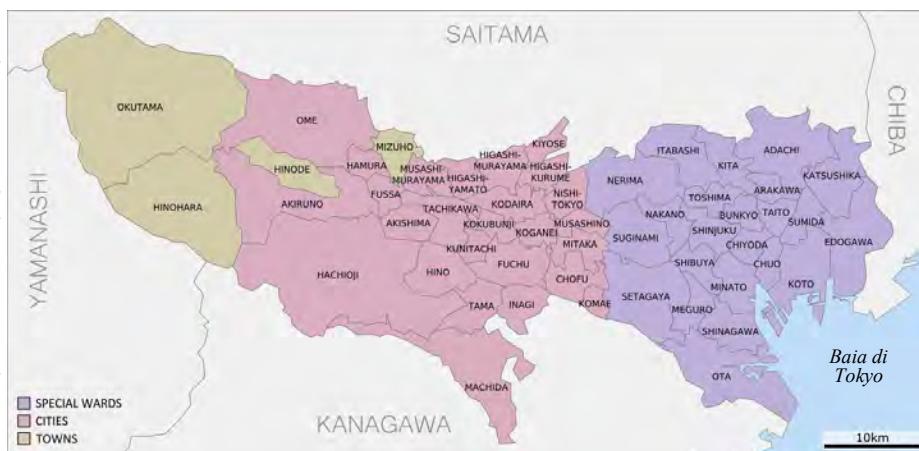 SAITAMA
CHIBA
YAMANASHI
KANAGAWA
OKUTAMA
OME
MIZUHO
HINODE
HAMURA
MUSASHI-
MURAYAMA
HIGASHI-
YAMATO
HIGASHI-
MURAYAMA
KIYOSE
HIGASHI-
KURUME
HINOHARA
AKIRUNO
FUSSA
AKISHIMA
TACHIKAWA
KODAIRA
NISHI-
TOKYO
KOKUBUNJI
KOGANEI
MUSASHINO
MITAKA
KUNITACHI
HACHIOJI
HINO
FUCHU
CHOFU
KOMAE
TAMA
INAGI
MACHIDA
ITABASHI
KITA
ADACHI
KATSUSHIKA
NERIMA
TOSHIMA
ARAKAWA
NAKANO
BUNKYO
TAITO
SUMIDA
SUGINAMI
SHINJUKU
CHIYODA
EDOGAWA
SHIBUYA
CHUO
SETAGAYA
MINATO
KOTO
MEGURO
SHINAGAWA
OTA
Baia di
Tokyo
SPECIAL WARDS
CITIES
TOWNS
10km